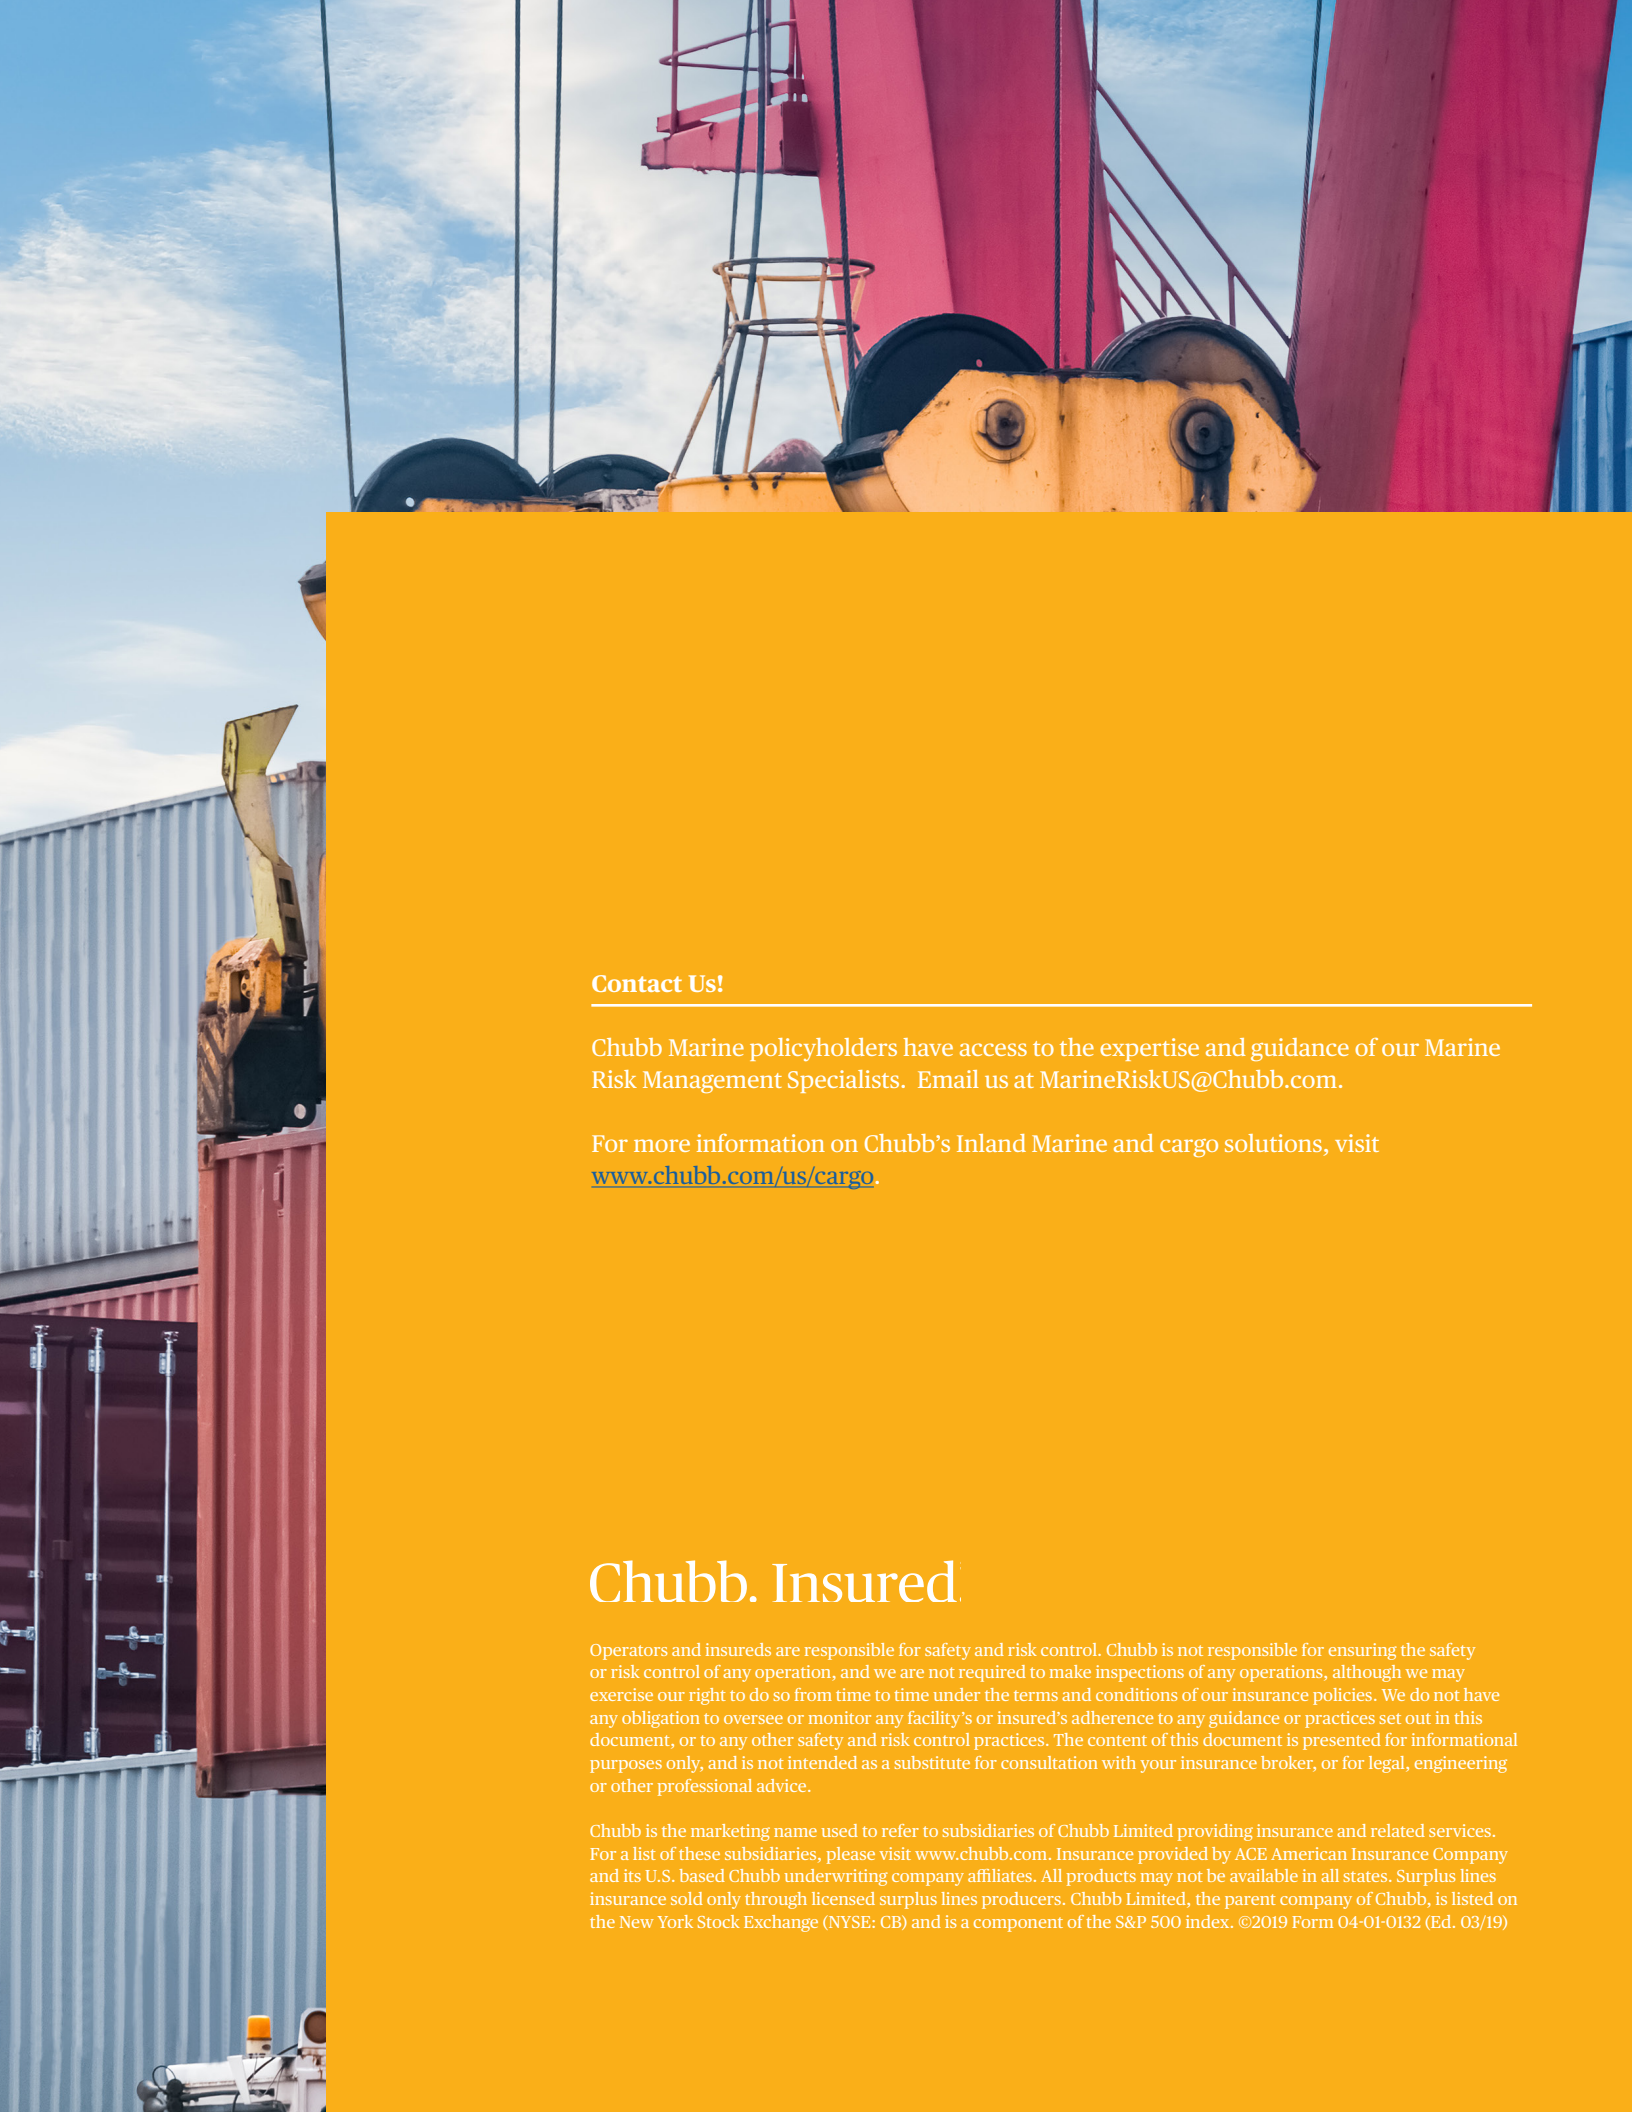 Contact Us!
Chubb Marine policyholders have access to the expertise and guidance of our Marine
Risk Management Specialists.  Email us at MarineRiskUS@Chubb.com.
For more information on Chubb’s Inland Marine and cargo solutions, visit
www.chubb.com/us/cargo.
Chubb. Insured.
Operators and insureds are responsible for safety and risk control. Chubb is not responsible for ensuring the safety
or risk control of any operation, and we are not required to make inspections of any operations, although we may
exercise our right to do so from time to time under the terms and conditions of our insurance policies. We do not have
any obligation to oversee or monitor any facility’s or insured’s adherence to any guidance or practices set out in this
document, or to any other safety and risk control practices. The content of this document is presented for informational
purposes only, and is not intended as a substitute for consultation with your insurance broker, or for legal, engineering
or other professional advice.
Chubb is the marketing name used to refer to subsidiaries of Chubb Limited providing insurance and related services.
For a list of these subsidiaries, please visit www.chubb.com. Insurance provided by ACE American Insurance Company
and its U.S. based Chubb underwriting company affiliates. All products may not be available in all states. Surplus lines
insurance sold only through licensed surplus lines producers. Chubb Limited, the parent company of Chubb, is listed on
the New York Stock Exchange (NYSE: CB) and is a component of the S&P 500 index. ©2019 Form 04-01-0132 (Ed. 03/19)